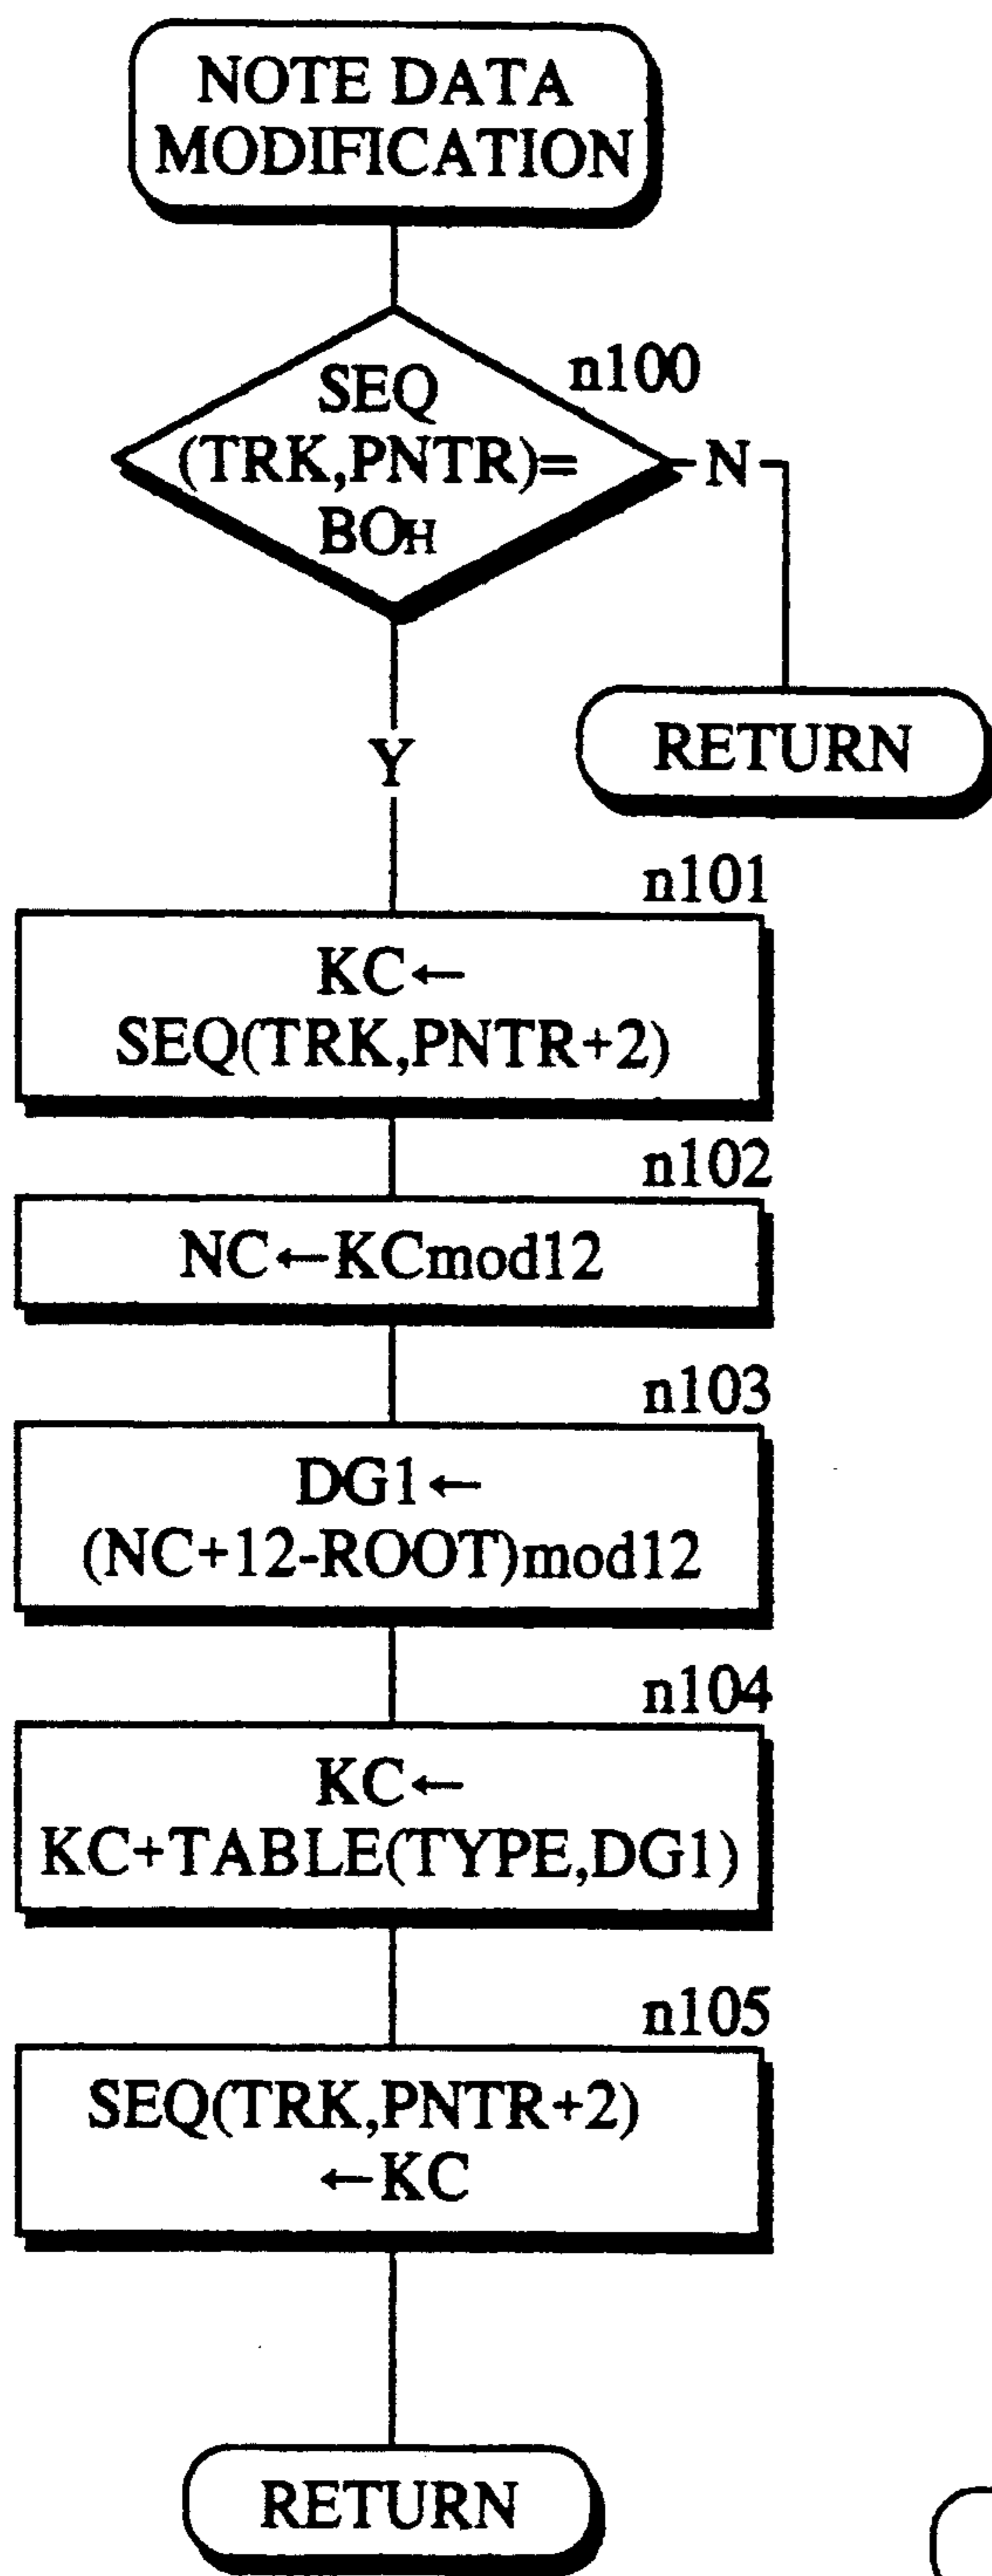 NOTE DATA
MODIFICATION
n100
SEQ
(TRK,PNTR)=
BOH
N
RETURN
Y
n101
KC←
SEQ(TRK,PNTR+2)
n102
NC←KCmod12
n103
DG1←
(NC+12-ROOT)mod12
n104
KC←
KC+TABLE(TYPE,DG1)
n105
SEQ(TRK,PNTR+2)
←KC
RETURN